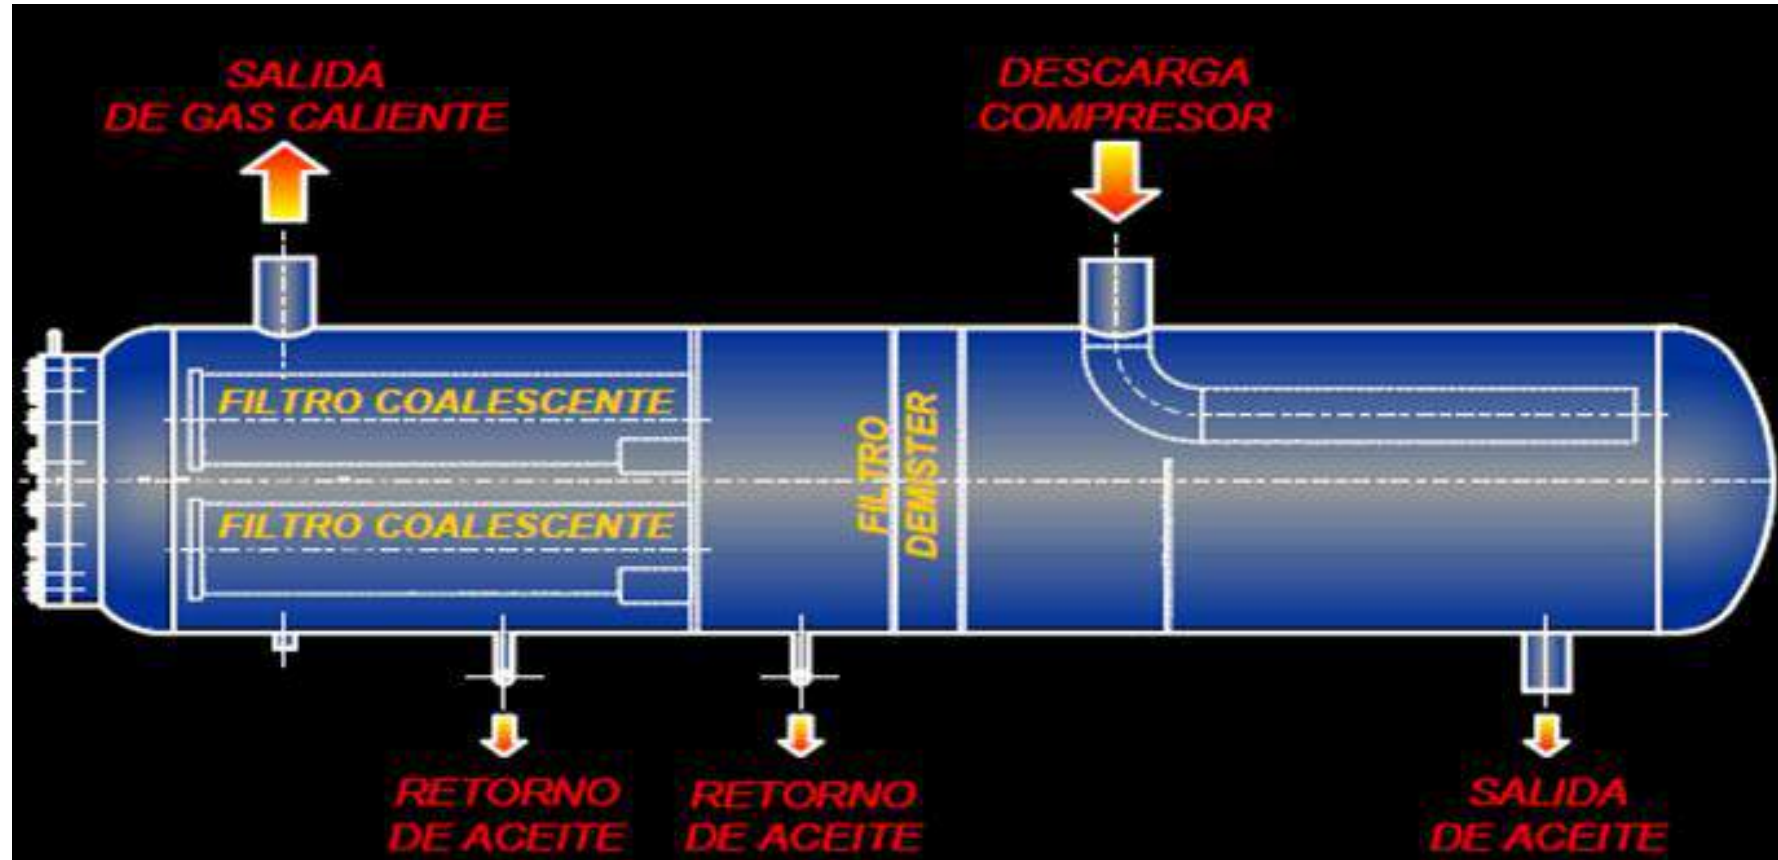 SALIDA
DE GAS CALIENTE
DESCARGA
COMPRESOR
FILTRO COALESCENTE
FILTRO COALESCENTE
FILTRO
DEMISTER
RETORNO
DE ACEITE
RETORNO
DE ACEITE
SALIDA
DE ACEITE